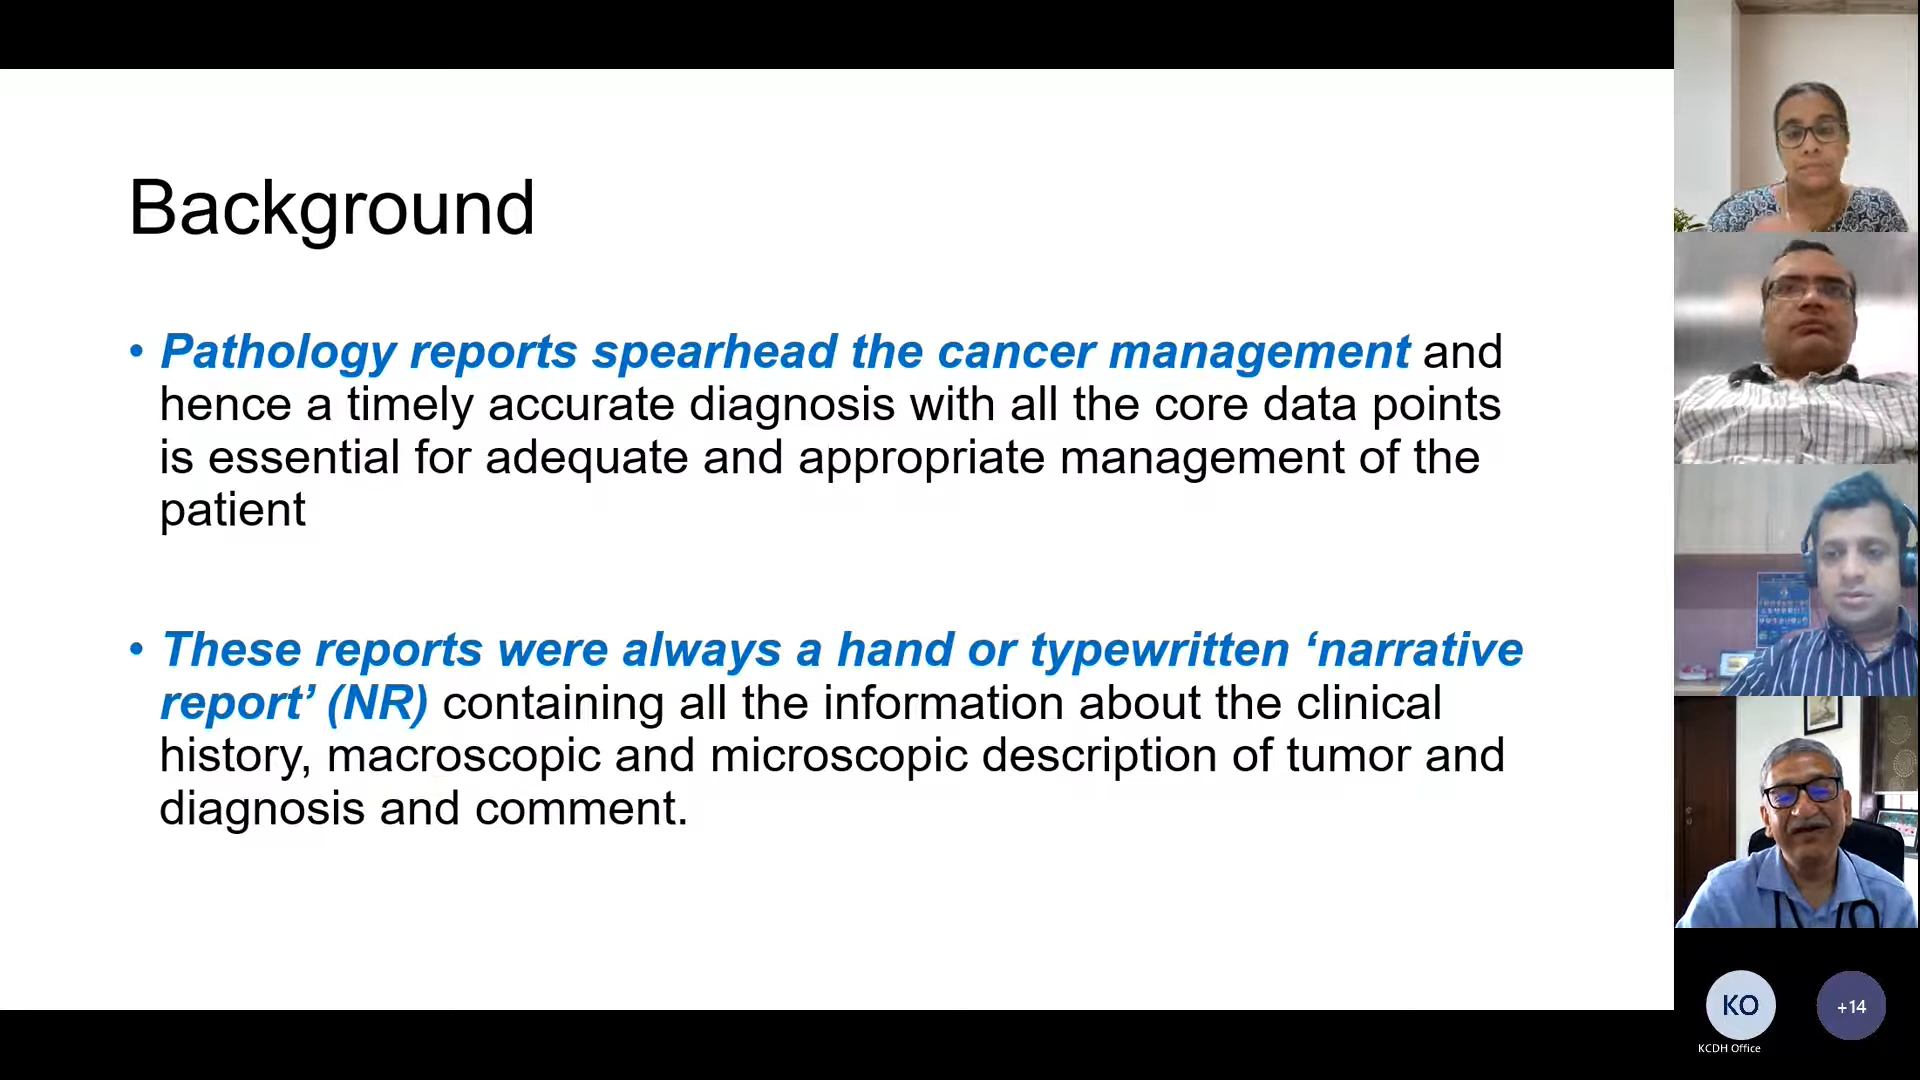 Background
• Pathology reports spearhead the cancer management and
hence a timely accurate diagnosis with all the core data points
is essential for adequate and appropriate management of the
patient
• These reports were always a hand or typewritten ‘narrative
report’ (NR) containing all the information about the clinical
history, macroscopic and microscopic description of tumor and
diagnosis and comment.
KO
+14
KCDH Office